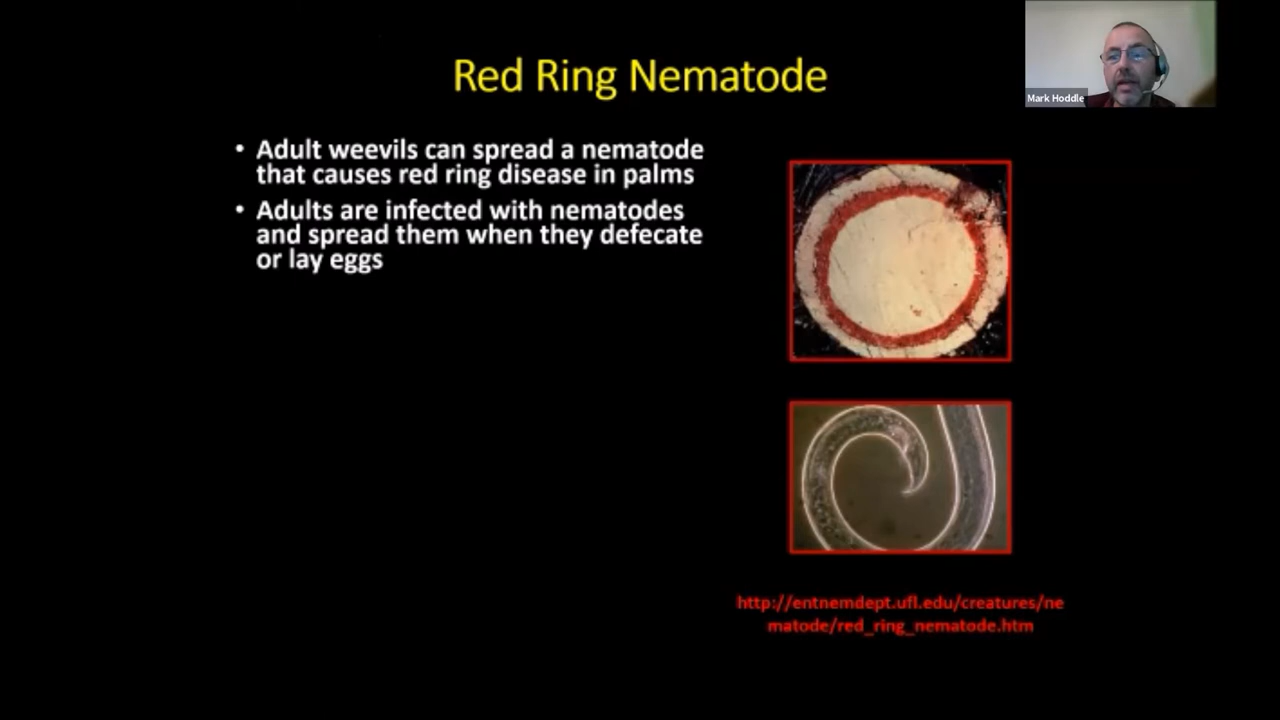 Red Ring Nematode
Mark Hoddle
• Adult weevils can spread a nematode
that causes red ring disease in palms
• Adults are infected with nematodes
and spread them when they defecate
or lay eggs
http://entnemdept.ufl.edu/creatures/ne
matode/red_ring_nematode.htm